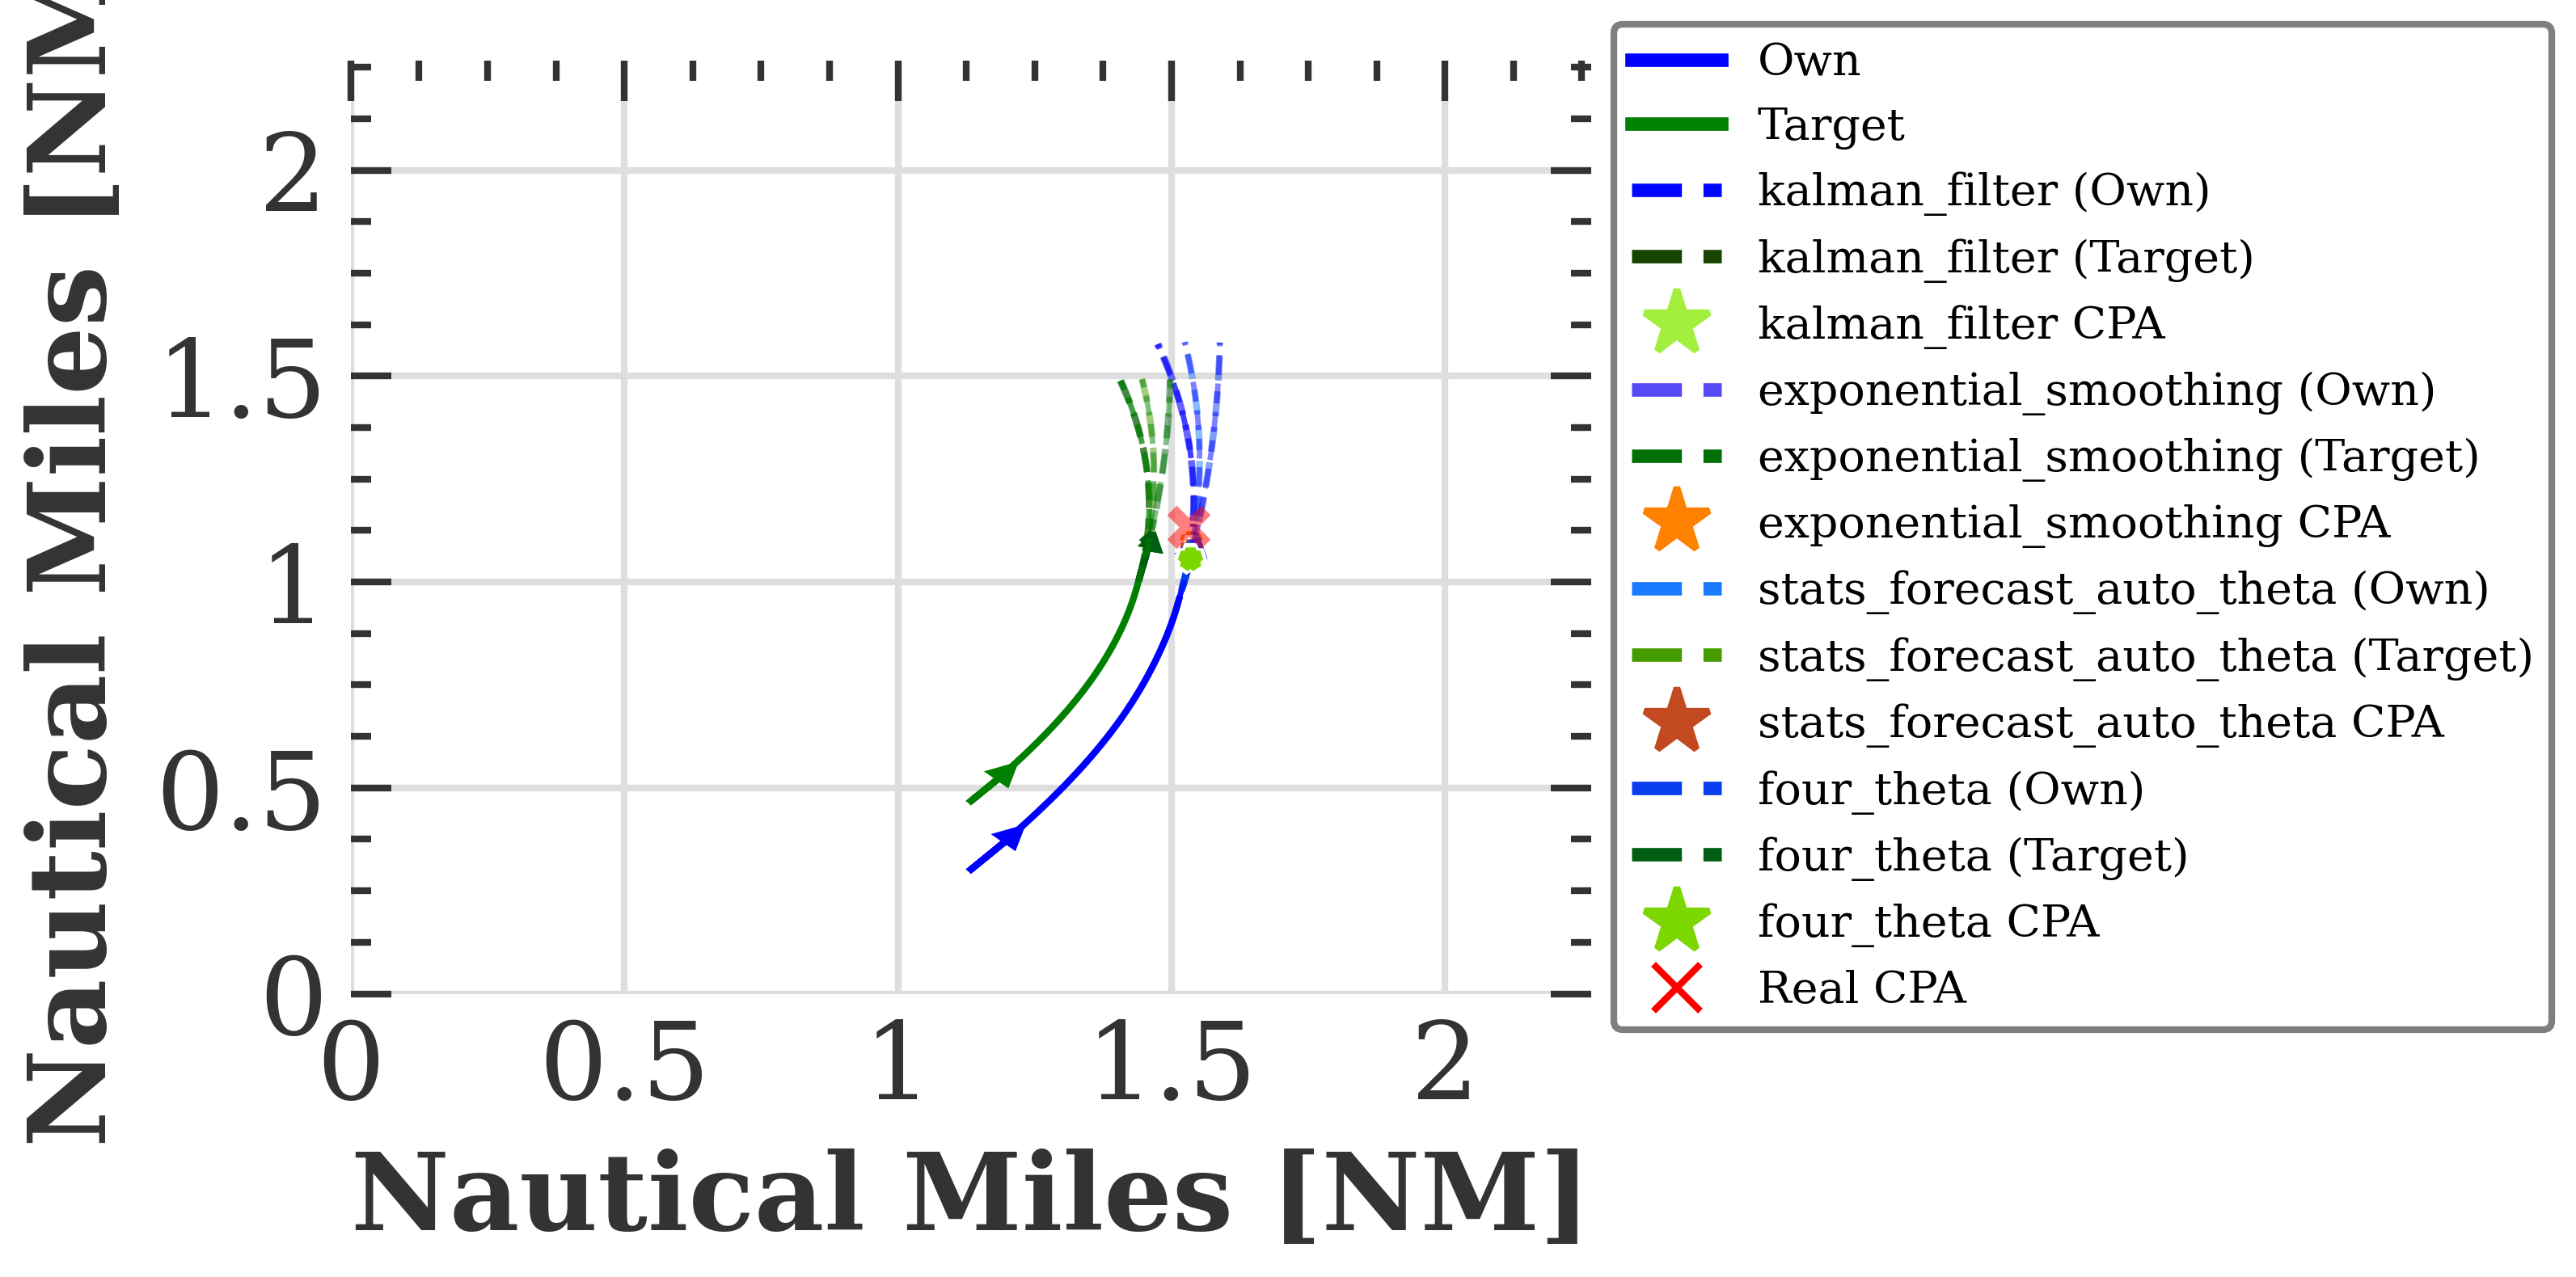 Nautical Miles [NM
2
1.5
1
0.5
0
0 0.5 1 1.5 2
Nautical Miles [NM]
Own
Target
kalman_filter (Own)
kalman_filter (Target)
kalman_filter CPA
exponential_smoothing (Own)
exponential_smoothing (Target)
exponential_smoothing CPA
stats_forecast_auto_theta (Own)
stats_forecast_auto_theta (Target)
stats_forecast_auto_theta CPA
four_theta (Own)
four_theta (Target)
four_theta CPA
Real CPA